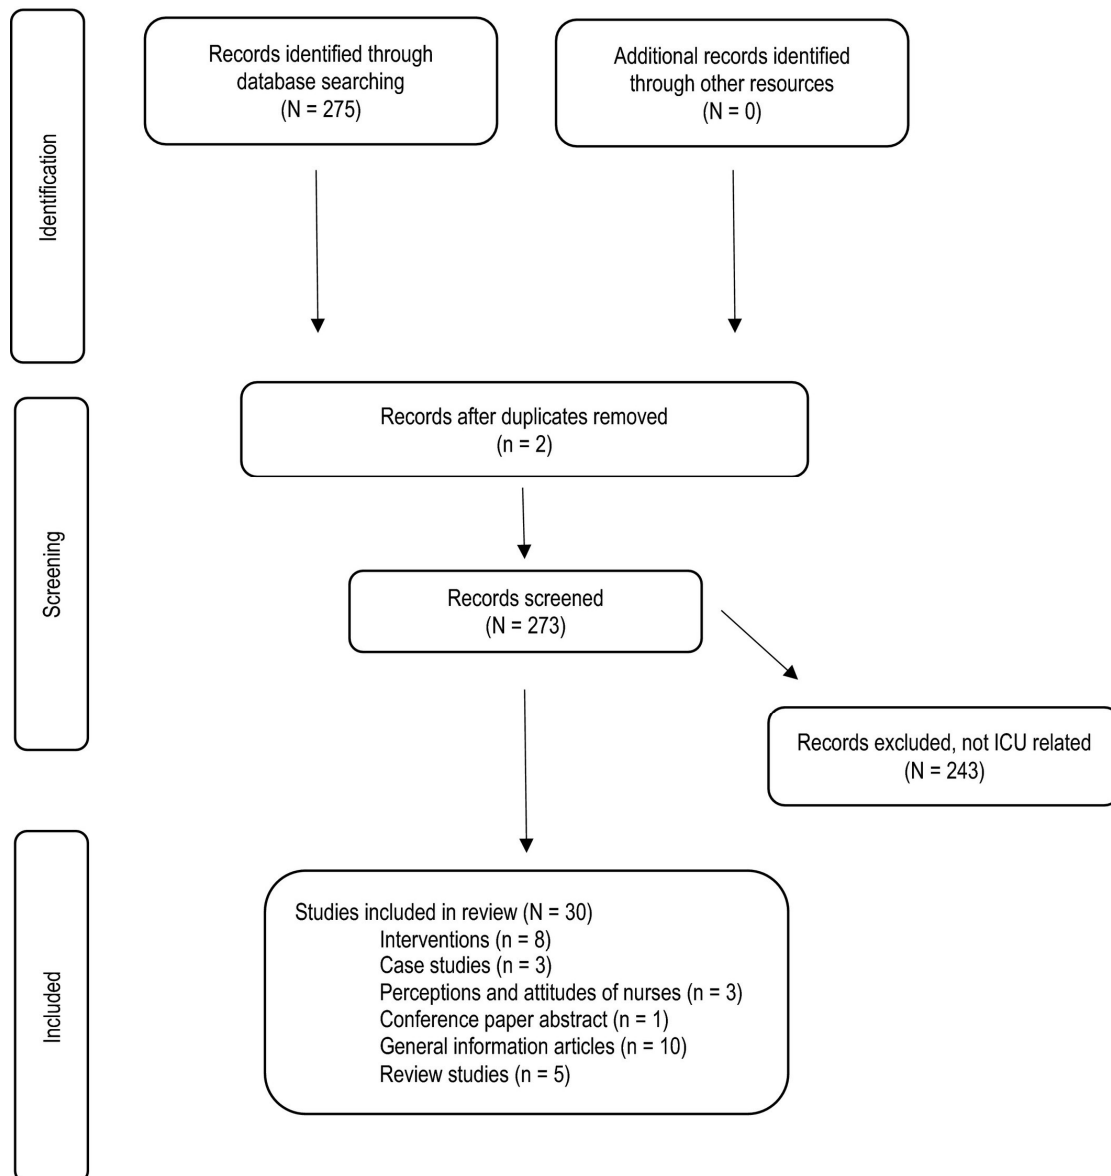 Identification
Records identified through
database searching
(N = 275)
Additional records identified
through other resources
(N = 0)
Screening
Records after duplicates removed
(n = 2)
Records screened
(N = 273)
Records excluded, not ICU related
(N = 243)
Included
Studies included in review (N = 30)
Interventions (n = 8)
Case studies (n = 3)
Perceptions and attitudes of nurses (n = 3)
Conference paper abstract (n = 1)
General information articles (n = 10)
Review studies (n = 5)